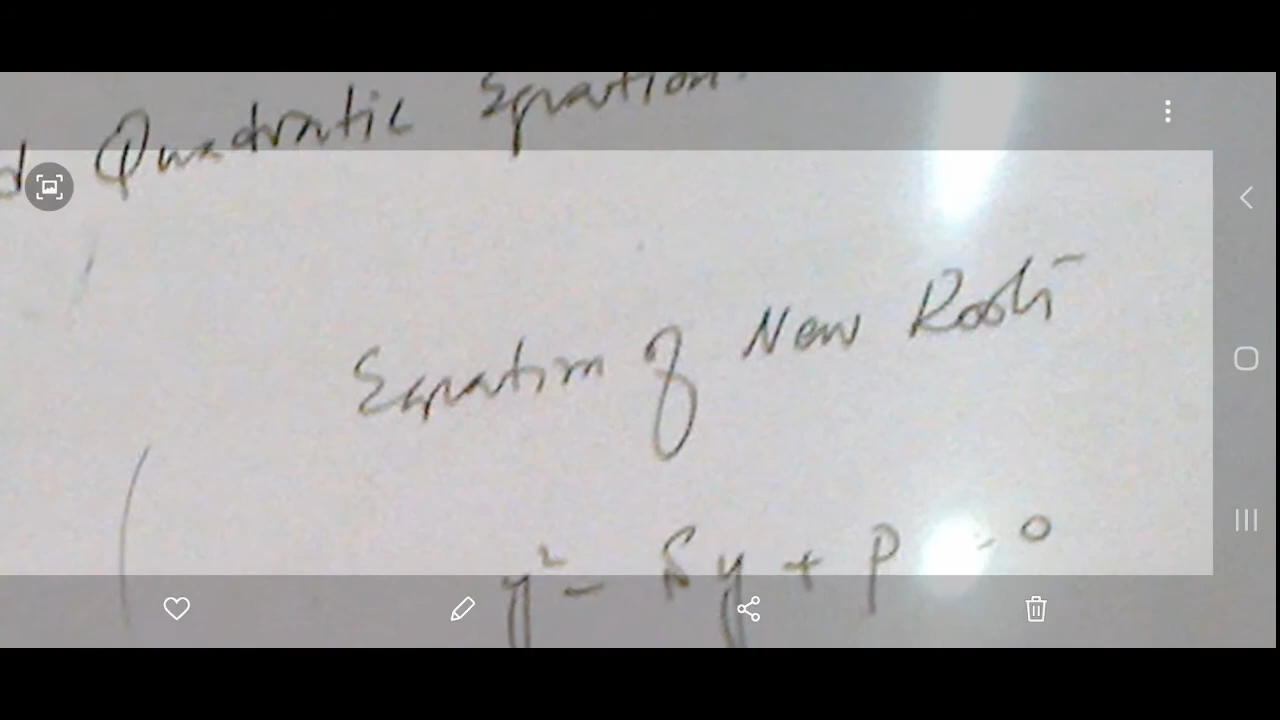 d Quadratic Equation.
Equation of New Roots
y² - Sy + P = 0